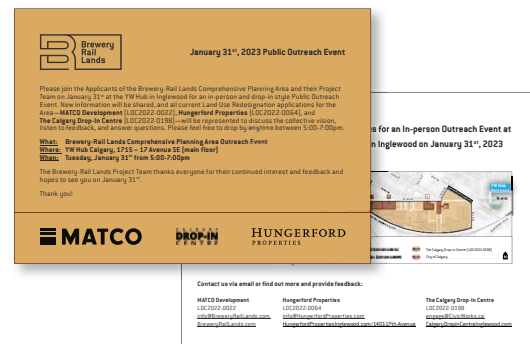 Brewery
Rail
Lands
January 31st, 2023 Public Outreach Event
Please join the Applicants of the Brewery-Rail Lands Comprehensive Planning Area and their Project
Team on January 31st at the YW Hub in Inglewood for an in-person and drop-in style Public Outreach
Event. New information will be shared, and all current Land Use Redesignation applications for the
Area—MATCO Development (LOC2022-0022), Hungerford Properties (LOC2022-0064), and
The Calgary Drop-In Centre (LOC2022-0198)—will be represented to discuss the collective vision,
listen to feedback, and answer questions. Please feel free to drop by anytime between 5:00-7:00pm.
What: Brewery-Rail Lands Comprehensive Planning Area
Where: YW Hub Calgary, 1715 – 17 Avenue SE (main floor)
When: Tuesday, January 31st from 5:00-7:00pm
The Brewery-Rail Lands Project Team thanks everyone for their continued interest and feedback and
hopes to see you on January 31st.
Thank you!
MATCO
CALGARY
DROP-IN
CENTRE
HUNGERFORD
PROPERTIES
s for an In-person Outreach Event at
n Inglewood on January 31st, 2023
YW Hub
The Calgary Drop-In Centre (LOC2022-0198)
City of Calgary
Contact us via email or find out more and provide feedback:
MATCO Development
LOC2022-0022
info@BreweryRailLands.com
BreweryRailLands.com
Hungerford Properties
LOC2022-0064
info@HungerfordProperties.com
HungerfordPropertiesInglewood.com/1401-17th-Avenue
The Calgary Drop-In Centre
LOC2022-0198
engage@CivicWorks.ca
CalgaryDropinCentreInglewood.com